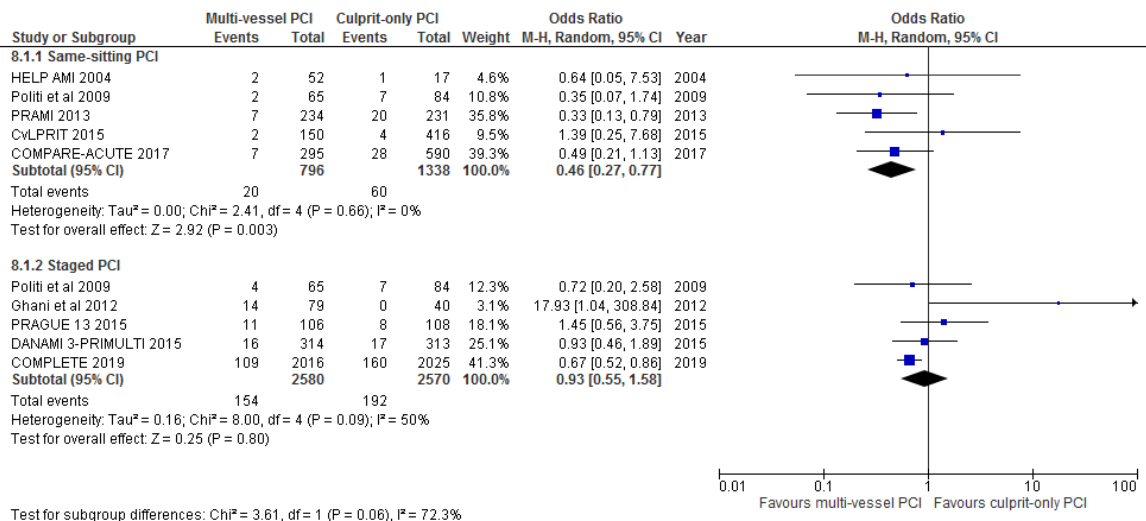 Multi-vessel PCI Culprit-only PCI Odds Ratio Odds Ratio
Study or Subgroup Events Total Events Total Weight M-H, Random, 95% CI Year M-H, Random, 95% CI
8.1.1 Same-sitting PCI
HELP AMI 2004 2 52 1 17 4.6% 0.64 [0.05, 7.53] 2004
Politi et al 2009 2 65 7 84 10.8% 0.35 [0.07, 1.74] 2009
PRAMI 2013 7 234 20 231 35.8% 0.33 [0.13, 0.79] 2013
CvLPRIT 2015 2 150 4 416 9.5% 1.39 [0.25, 7.68] 2015
COMPARE-ACUTE 2017 7 295 28 590 39.3% 0.49 [0.21, 1.13] 2017
Subtotal (95% CI) 796 1338 100.0% 0.46 [0.27, 0.77]
Total events 20 60
Heterogeneity: Tau² = 0.00; Chi² = 2.41, df = 4 (P = 0.66); I² = 0%
Test for overall effect: Z = 2.92 (P = 0.003)
8.1.2 Staged PCI
Politi et al 2009 4 65 7 84 12.3% 0.72 [0.20, 2.58] 2009
Ghani et al 2012 14 79 0 40 3.1% 17.93 [1.04, 308.84] 2012
PRAGUE 13 2015 11 106 8 108 18.1% 1.45 [0.56, 3.75] 2015
DANAMI 3-PRIMULTI 2015 16 314 17 313 25.1% 0.93 [0.46, 1.89] 2015
COMPLETE 2019 109 2016 160 2025 41.3% 0.67 [0.52, 0.86] 2019
Subtotal (95% CI) 2580 2570 100.0% 0.93 [0.55, 1.58]
Total events 154 192
Heterogeneity: Tau² = 0.16; Chi² = 8.00, df = 4 (P = 0.09); I² = 50%
Test for overall effect: Z = 0.25 (P = 0.80)
0.01 0.1 1 10 100
Favours multi-vessel PCI Favours culprit-only PCI
Test for subgroup differences: Chi² = 3.61, df = 1 (P = 0.06), I² = 72.3%